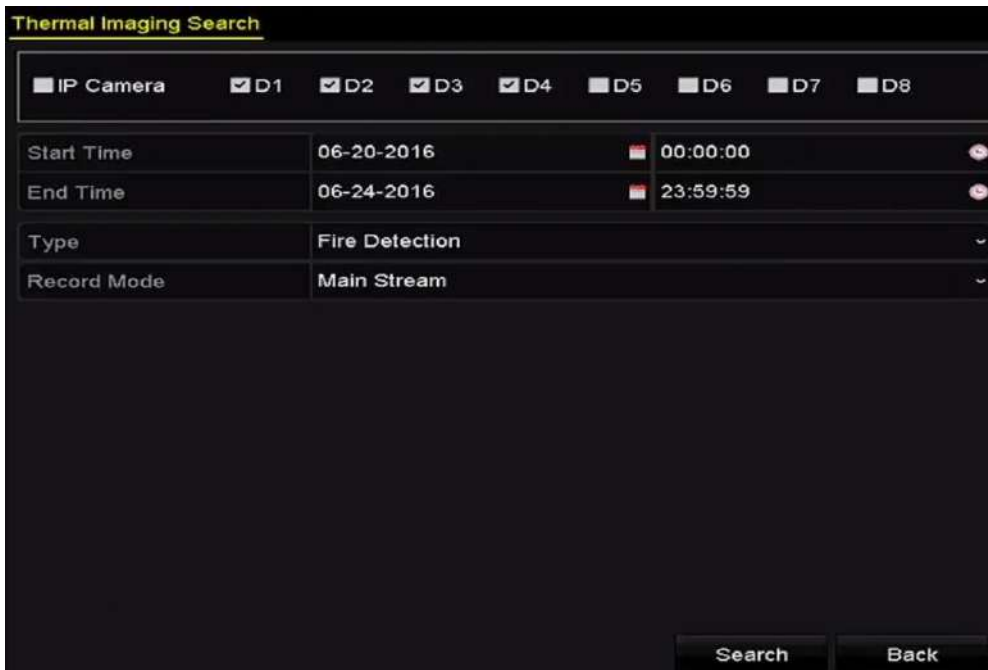 Thermal Imaging Search
IP Camera D1 D2 D3 D4 D5 D6 D7 D8
Start Time 06-20-2016 00:00:00
End Time 06-24-2016 23:59:59
Type Fire Detection
Record Mode Main Stream
Search Back